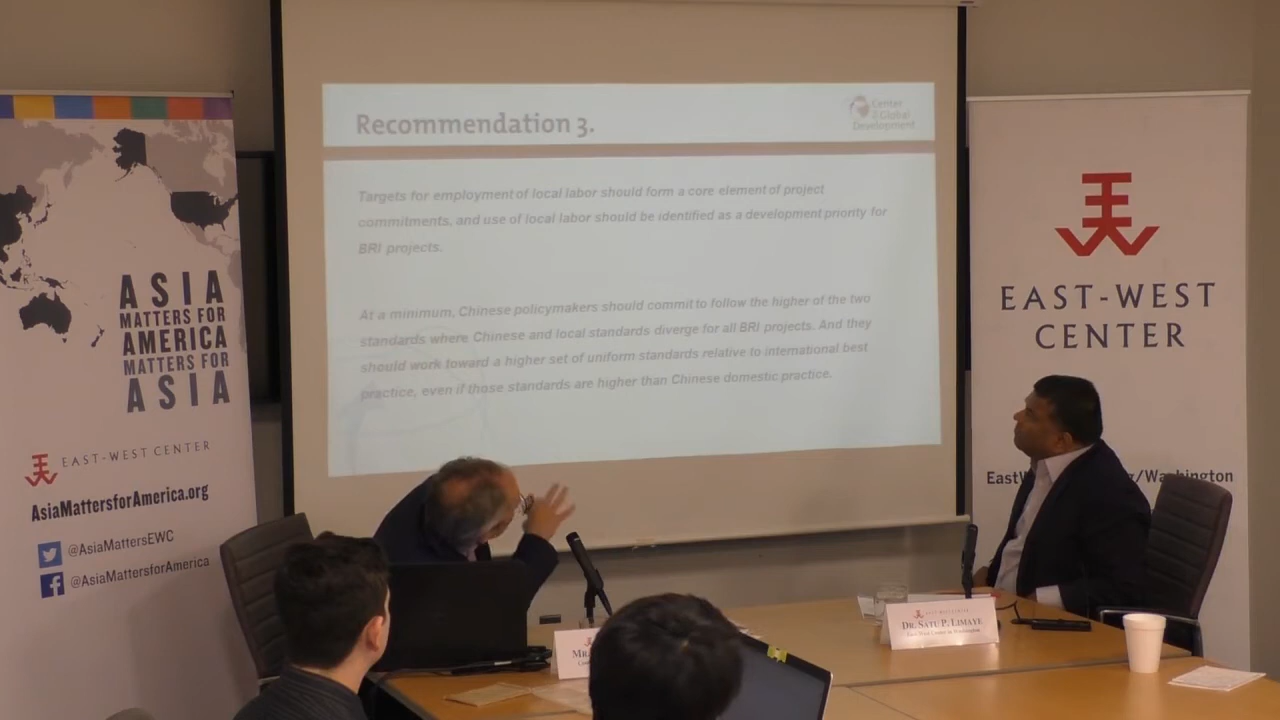 Recommendation 3.
Center
Global
Development
Targets for employment of local labor should form a core element of project
commitments, and use of local labor should be identified as a development priority for
BRI projects.
At a minimum, Chinese policymakers should commit to follow the higher of the two
standards where Chinese and local standards diverge for all BRI projects. And they
should work toward a higher set of uniform standards relative to international best
practice, even if those standards are higher than Chinese domestic practice.
ASIA
MATTERS FOR
AMERICA
MATTERS FOR
ASIA
EAST-WEST CENTER
AsiaMattersforAmerica.org
@AsiaMattersEWC
@AsiaMattersforAmerica
EAST-WEST
CENTER
DR. SATU P. LIMAYE
East-West Center in Washington